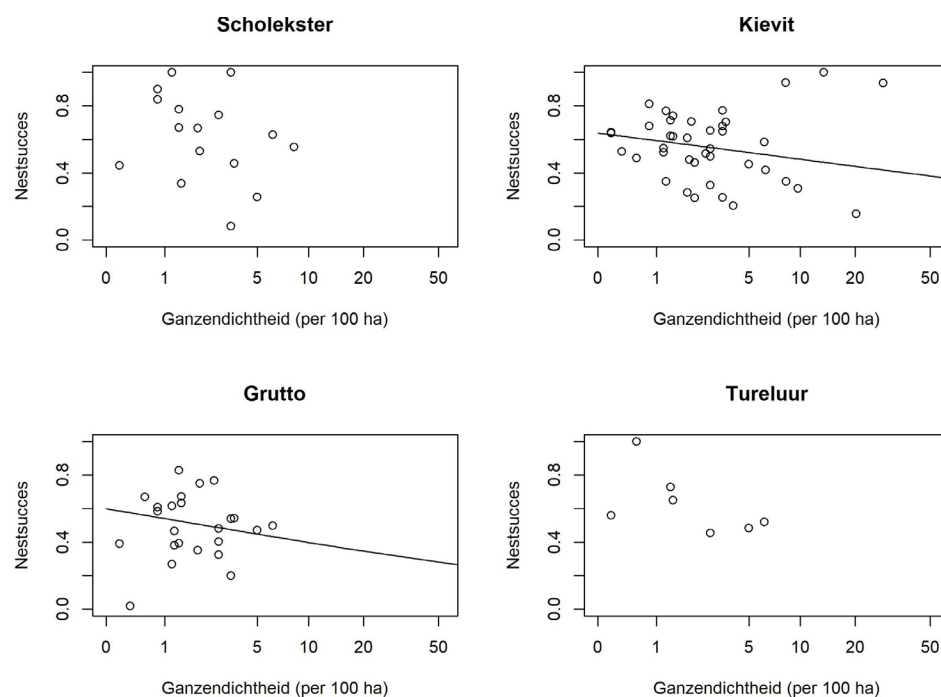 Scholekster
Nestsucces
0.0 0.4 0.8
0 1 5 10 20 50
Ganzendichtheid (per 100 ha)
Kievit
Nestsucces
0.0 0.4 0.8
0 1 5 10 20 50
Ganzendichtheid (per 100 ha)
Grutto
Nestsucces
0.0 0.4 0.8
0 1 5 10 20 50
Ganzendichtheid (per 100 ha)
Tureluur
Nestsucces
0.0 0.4 0.8
0 1 5 10 20 50
Ganzendichtheid (per 100 ha)